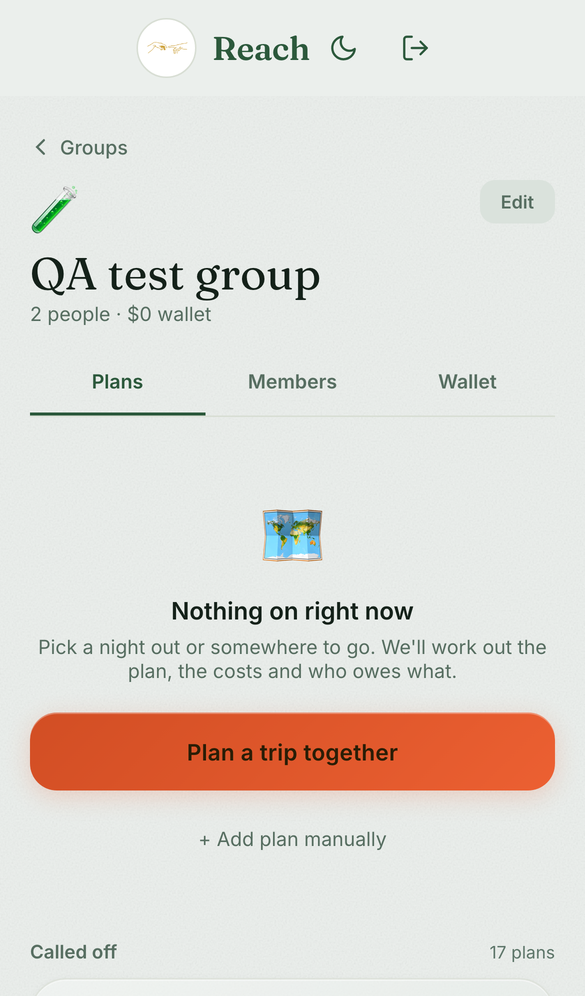 Reach
Groups
Edit
QA test group
2 people · $0 wallet
Plans
Members
Wallet
Nothing on right now
Pick a night out or somewhere to go. We'll work out the
plan, the costs and who owes what.
Plan a trip together
+ Add plan manually
Called off
17 plans